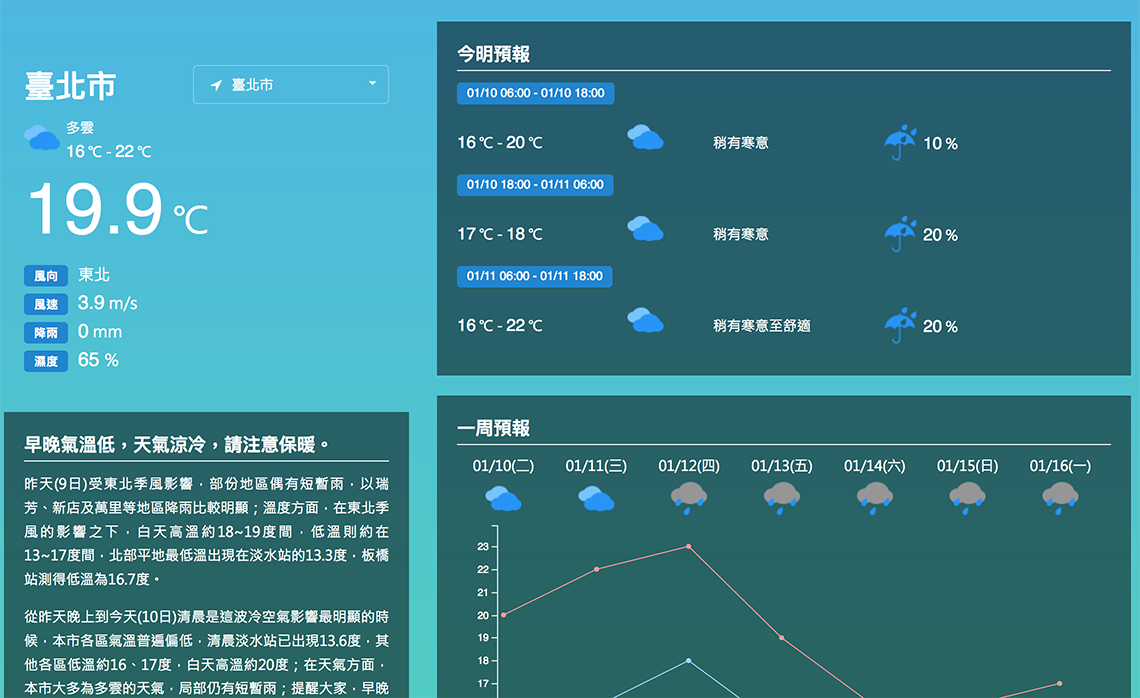 臺北市
臺北市
多雲
16 ℃ - 22 ℃
19.9 ℃
風向 東北
風速 3.9 m/s
降雨 0 mm
濕度 65 %
早晚氣溫低，天氣涼冷，請注意保暖。
昨天(9日)受東北季風影響，部份地區偶有短暫雨，以瑞
芳、新店及萬里等地區降雨比較明顯；溫度方面，在東北季
風的影響之下，白天高溫約18~19度間，低溫則約在
13~17度間，北部平地最低溫出現在淡水站的13.3度，板橋
站測得低溫為16.7度。
從昨天晚上到今天(10日)清晨是這波冷空氣影響最明顯的時
候，本市各區氣溫普遍偏低，清晨淡水站已出現13.6度，其
他各區低溫約16、17度，白天高溫約20度；在天氣方面，
本市大多為多雲的天氣，局部仍有短暫雨；提醒大家，早晚
今明預報
01/10 06:00 - 01/10 18:00
16 ℃ - 20 ℃ 稍有寒意 10 %
01/10 18:00 - 01/11 06:00
17 ℃ - 18 ℃ 稍有寒意 20 %
01/11 06:00 - 01/11 18:00
16 ℃ - 22 ℃ 稍有寒意至舒適 20 %
一周預報
01/10(二) 01/11(三) 01/12(四) 01/13(五) 01/14(六) 01/15(日) 01/16(一)
23
22
21
20
19
18
17